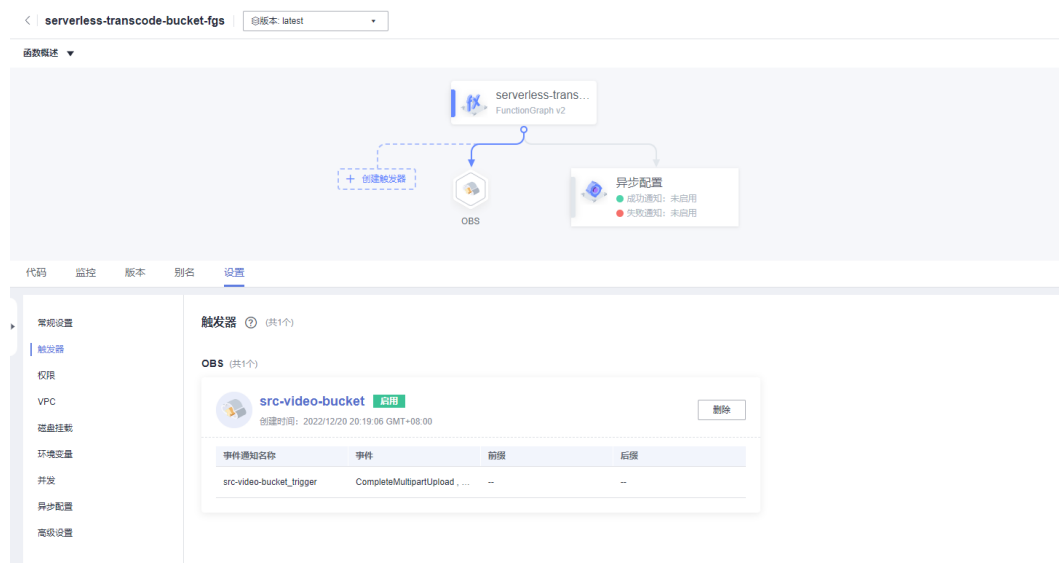 serverless-transcode-bucket-fgs 版本: latest
函数概述
serverless-trans...
FunctionGraph v2
创建触发器
OBS
异步配置
成功通知：未启用
失败通知：未启用
代码 监控 版本 别名 设置
常规设置
触发器
权限
VPC
磁盘挂载
环境变量
并发
异步配置
高级设置
触发器 (共1个)
OBS (共1个)
src-video-bucket 启用
创建时间：2022/12/20 20:19:06 GMT+08:00
删除
事件通知名称 事件 前缀 后缀
src-video-bucket_trigger CompleteMultipartUpload , ... -- --